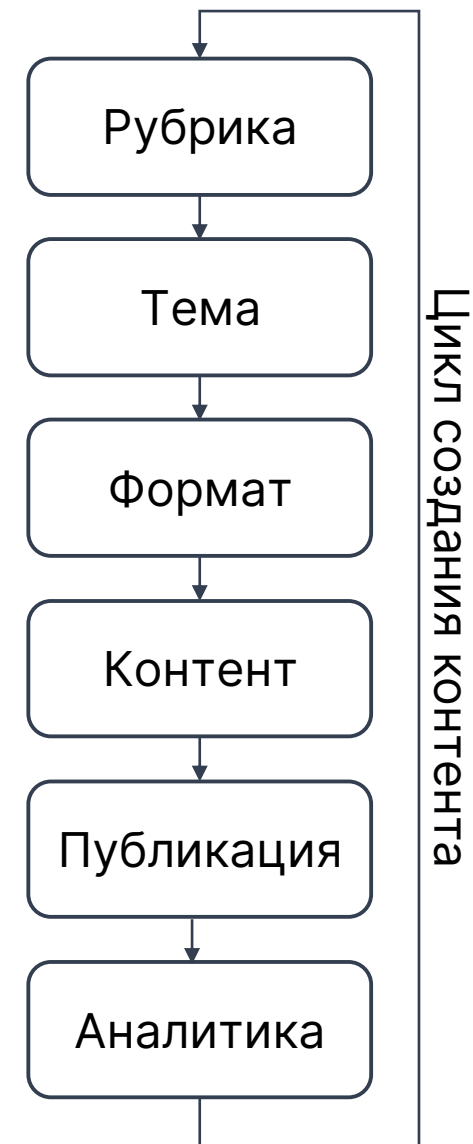 Рубрика
Тема
Формат
Контент
Публикация
Аналитика
Цикл создания контента